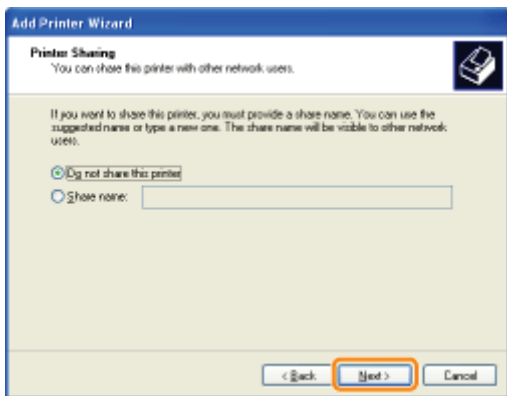 Add Printer Wizard
Printer Sharing
You can share this printer with other network users.
If you want to share this printer, you must provide a share name. You can use the
suggested name or type a new one. The share name will be visible to other network
users.
Do not share this printer
Share name:
< Back
Next >
Cancel